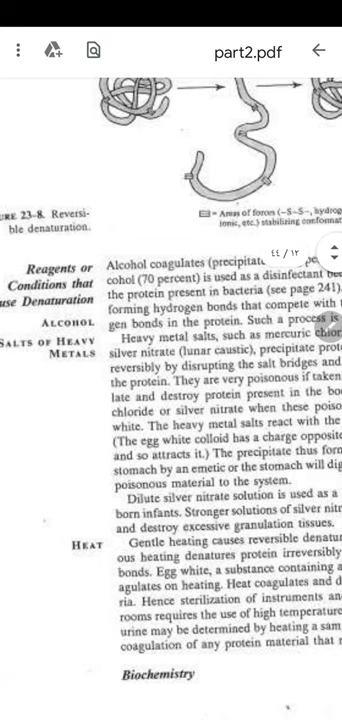 part2.pdf
= Areas of forces (–S–S–, hydrog
ionic, etc.) stabilizing conformat
URE 23–8. Reversi-
ble denaturation.
٤٤ / ١٢
Reagents or
Conditions that
use Denaturation
Alcohol coagulates (precipitat
cohol (70 percent) is used as a disinfectant bec
the protein present in bacteria (see page 241).
forming hydrogen bonds that compete with
ALCOHOL
gen bonds in the protein. Such a process is
SALTS OF HEAVY
METALS
Heavy metal salts, such as mercuric chlor
silver nitrate (lunar caustic), precipitate prot
reversibly by disrupting the salt bridges and
the protein. They are very poisonous if taken
late and destroy protein present in the bo
chloride or silver nitrate when these poiso
white. The heavy metal salts react with the
(The egg white colloid has a charge opposit
and so attracts it.) The precipitate thus form
stomach by an emetic or the stomach will dig
poisonous material to the system.
Dilute silver nitrate solution is used as a
born infants. Stronger solutions of silver nitr
and destroy excessive granulation tissues.
HEAT
Gentle heating causes reversible denatur
ous heating denatures protein irreversibly
bonds. Egg white, a substance containing a
agulates on heating. Heat coagulates and d
ria. Hence sterilization of instruments an
rooms requires the use of high temperature
urine may be determined by heating a sam
coagulation of any protein material that
Biochemistry